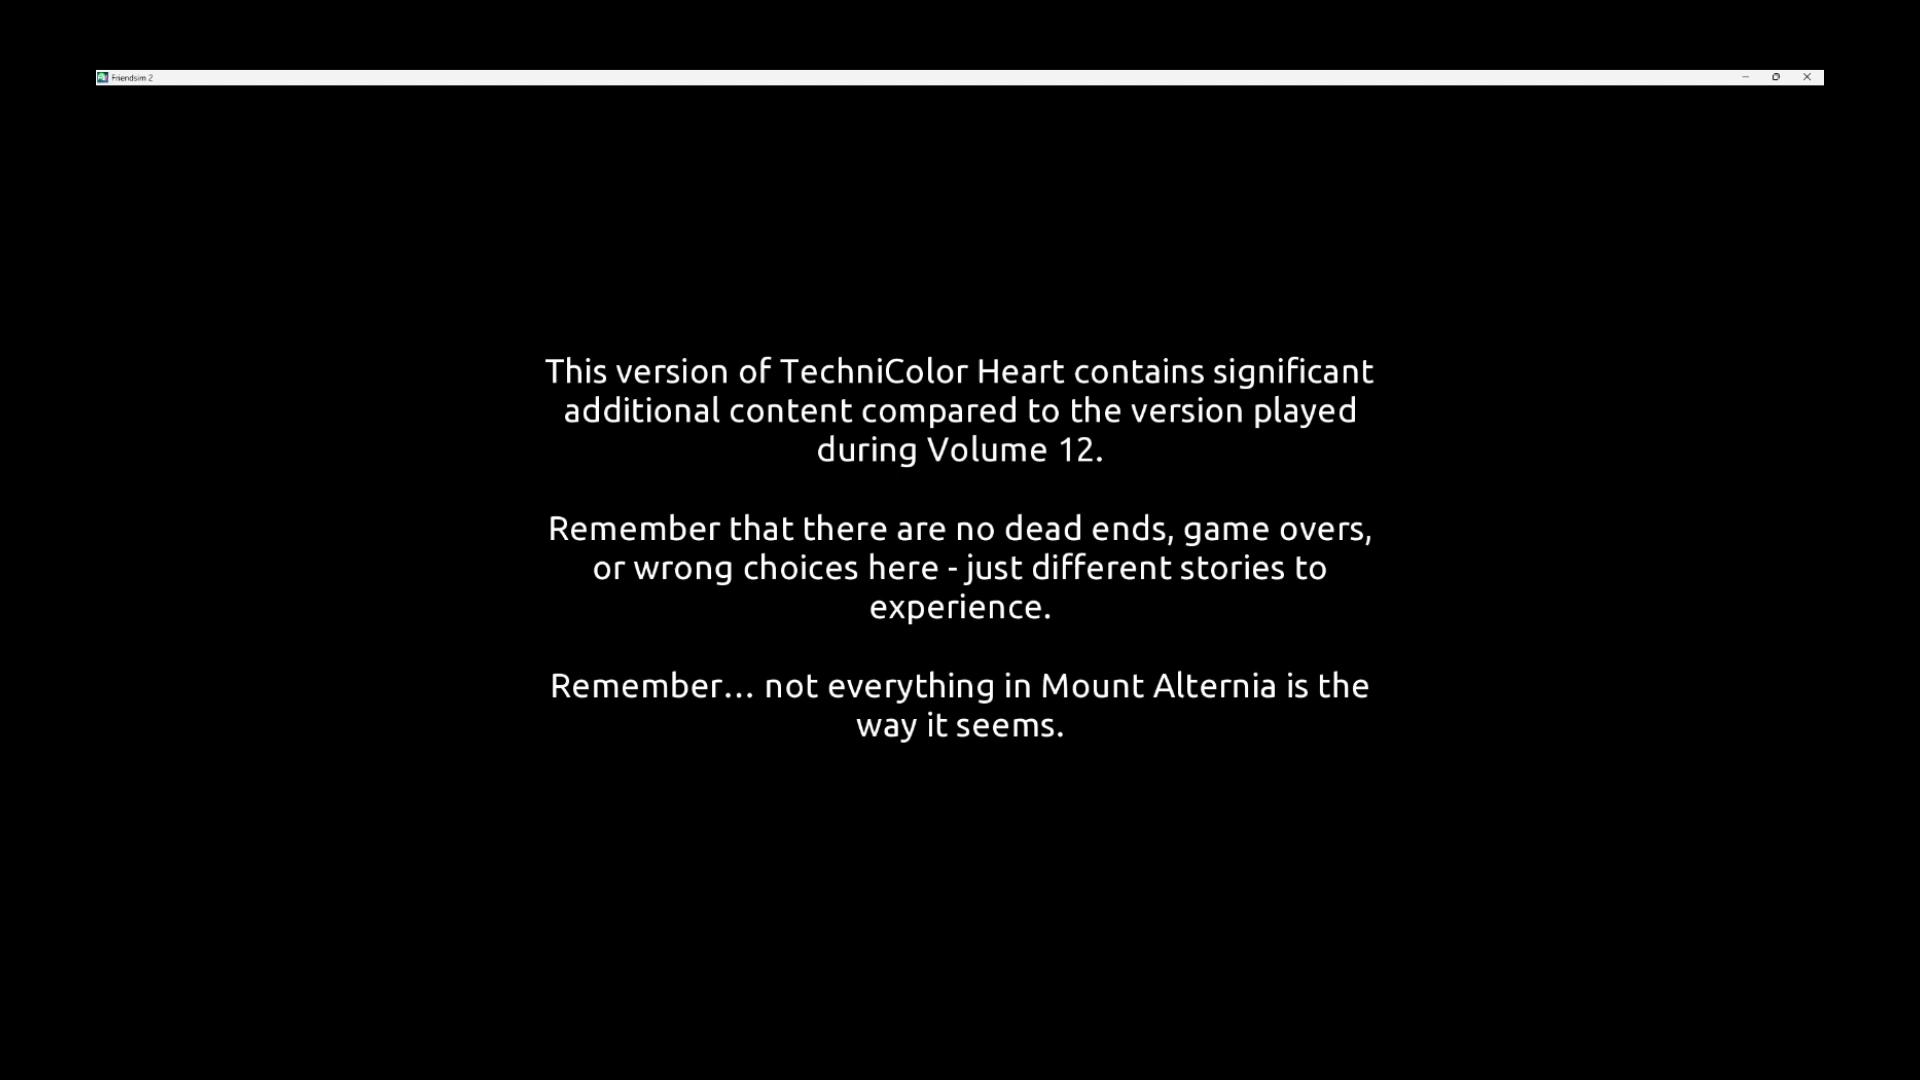 Friendsim 2
This version of TechniColor Heart contains significant
additional content compared to the version played
during Volume 12.
Remember that there are no dead ends, game overs,
or wrong choices here - just different stories to
experience.
Remember... not everything in Mount Alternia is the
way it seems.